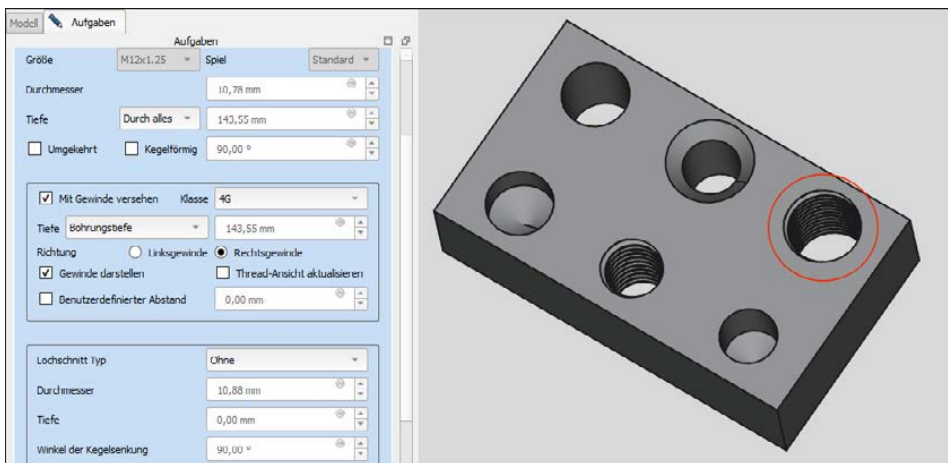 Modell Aufgaben
Aufgaben
Größe M12x1.25 Spiel Standard
Durchmesser 10,78 mm
Tiefe Durch alles 143,55 mm
Umgekehrt Kegelförmig 90,00 °
Mit Gewinde versehen Klasse 4G
Tiefe Bohrungstiefe 143,55 mm
Richtung Linksgewinde Rechtsgewinde
Gewinde darstellen Thread-Ansicht aktualisieren
Benutzerdefinierter Abstand 0,00 mm
Lochschnitt Typ Ohne
Durchmesser 10,88 mm
Tiefe 0,00 mm
Winkel der Kegelsenkung 90,00 °